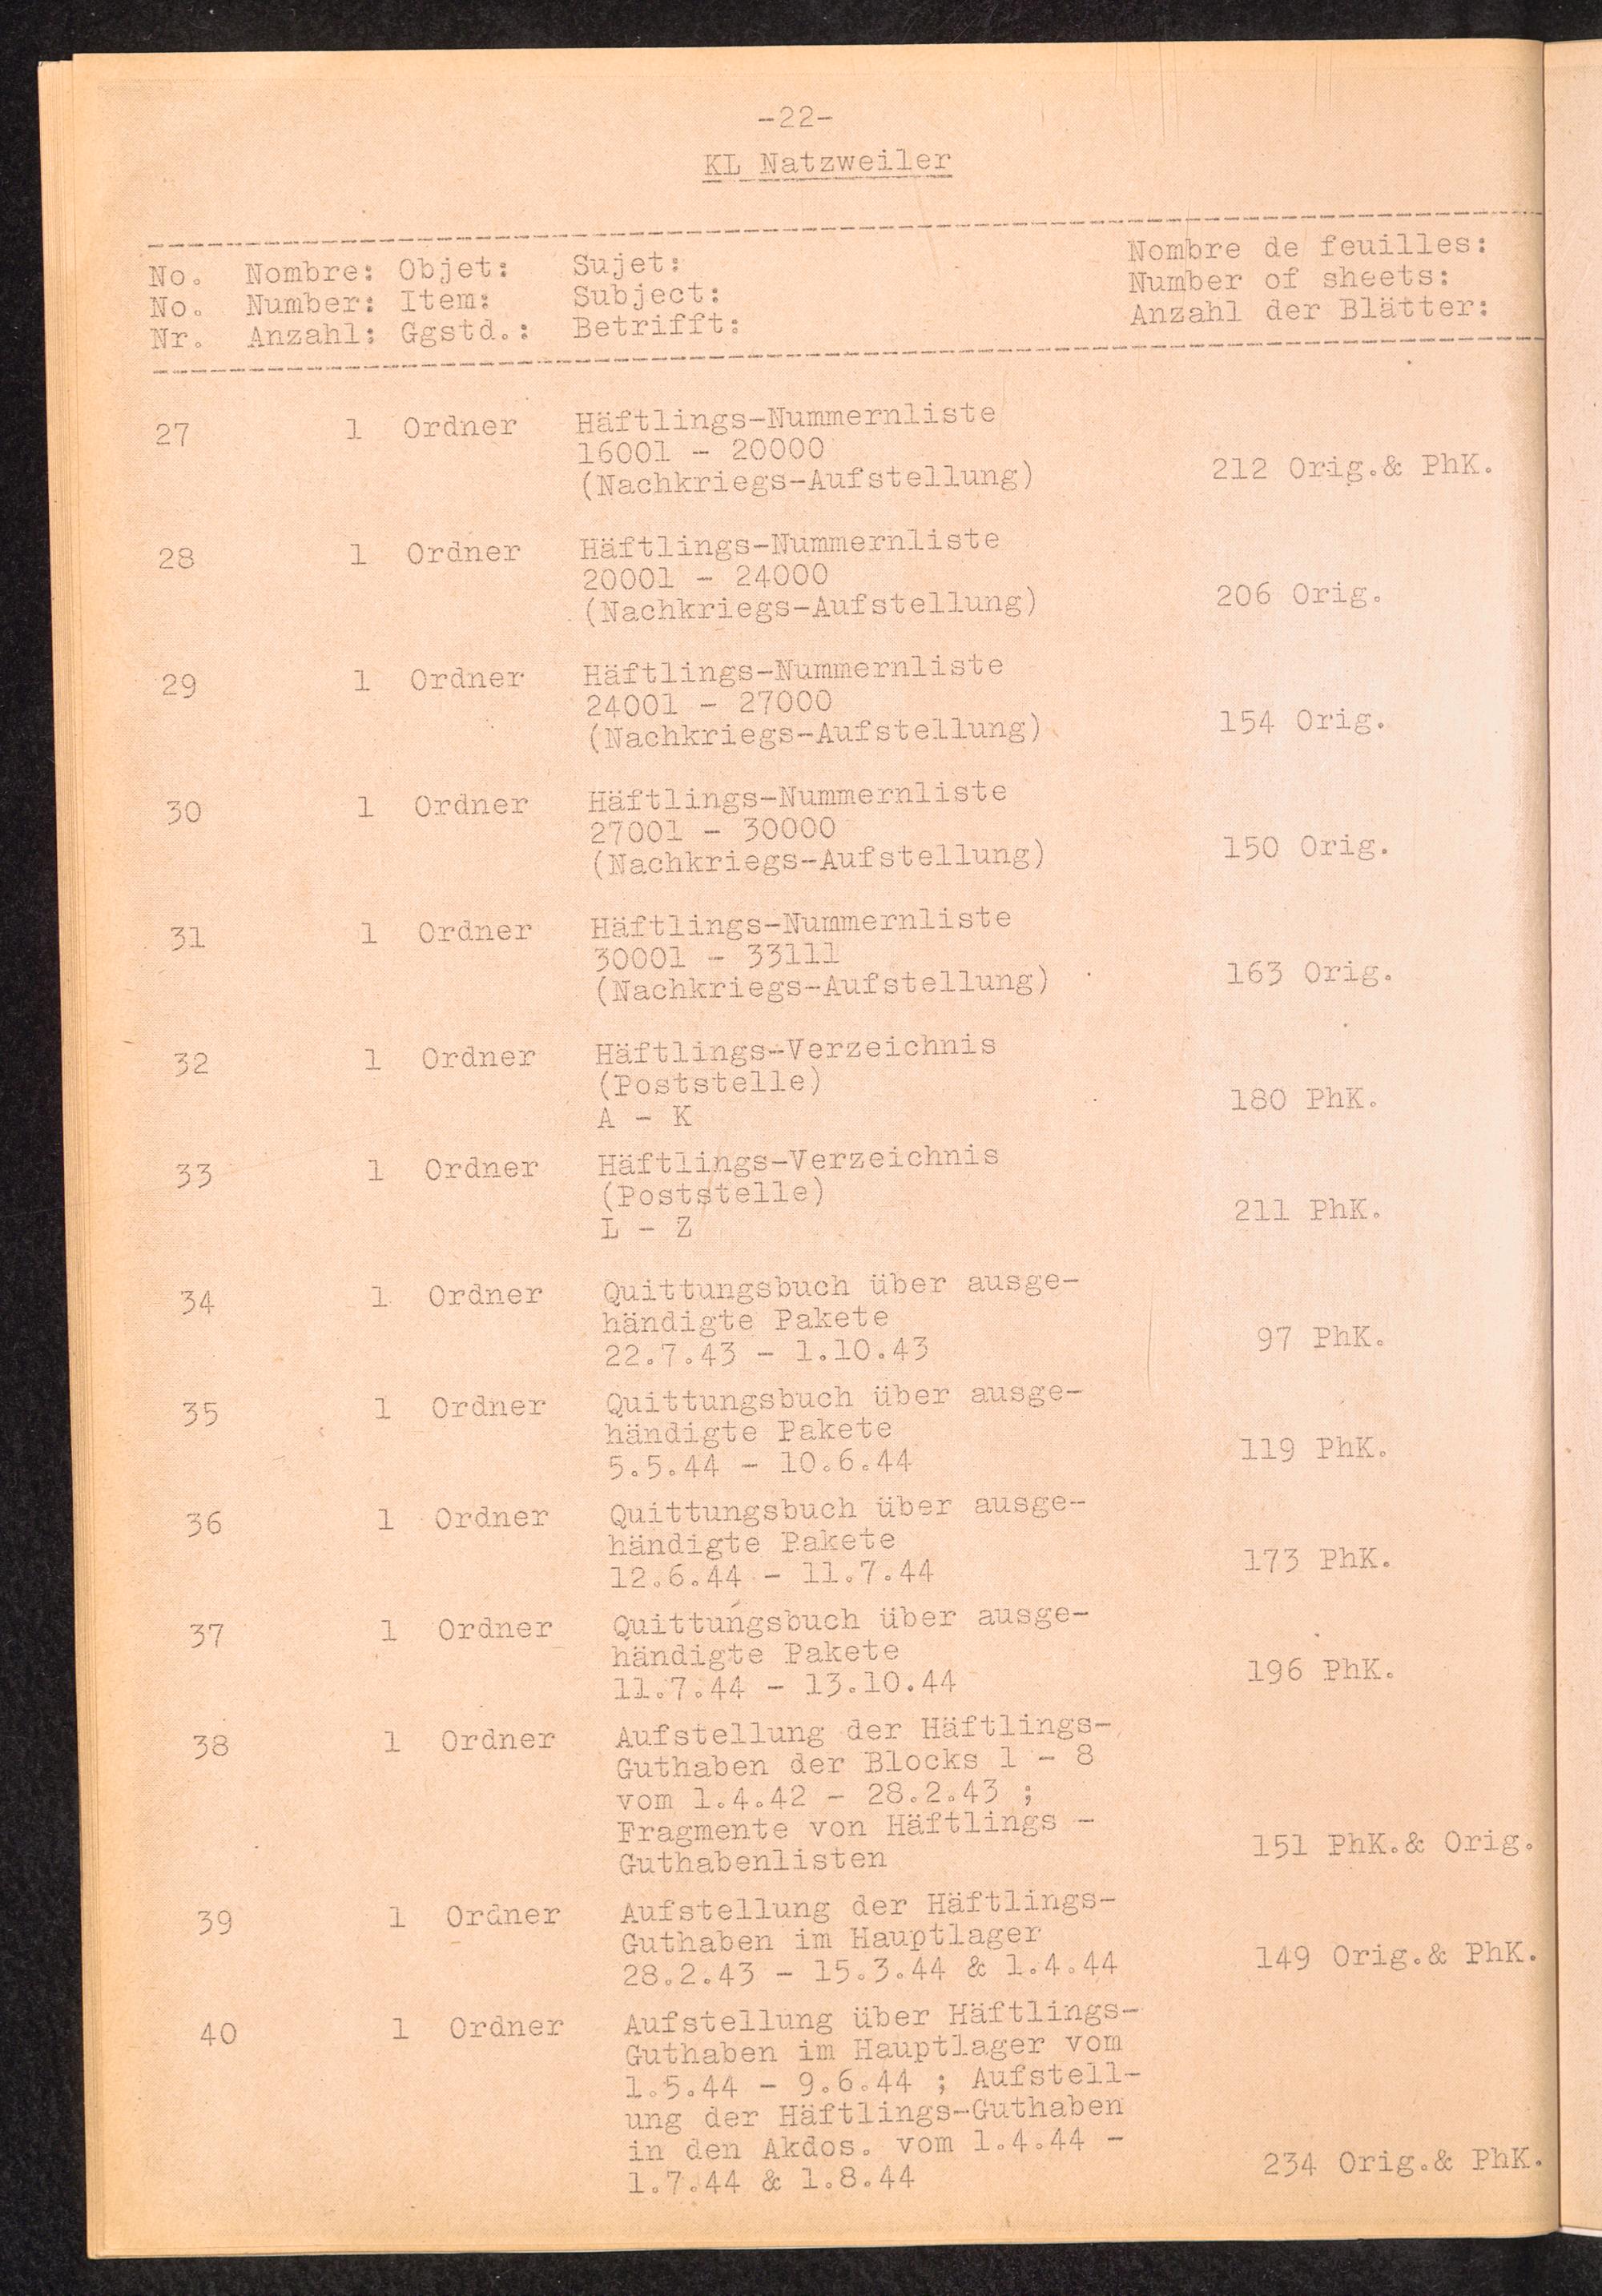 -22-
KL Natzweiler
No. Nombre: Objet: Sujet: Nombre de feuilles:
No. Number: Item: Subject: Number of sheets:
Nr. Anzahl: Ggstd.: Betrifft: Anzahl der Blätter:
27 1 Ordner Häftlings-Nummernliste
16001 - 20000
(Nachkriegs-Aufstellung) 212 Orig.& PhK.
28 1 Ordner Häftlings-Nummernliste
20001 - 24000
(Nachkriegs-Aufstellung) 206 Orig.
29 1 Ordner Häftlings-Nummernliste
24001 - 27000
(Nachkriegs-Aufstellung) 154 Orig.
30 1 Ordner Häftlings-Nummernliste
27001 - 30000
(Nachkriegs-Aufstellung) 150 Orig.
31 1 Ordner Häftlings-Nummernliste
30001 - 33111
(Nachkriegs-Aufstellung) 163 Orig.
32 1 Ordner Häftlings-Verzeichnis
(Poststelle)
A - K 180 PhK.
33 1 Ordner Häftlings-Verzeichnis
(Poststelle)
L - Z 211 PhK.
34 1 Ordner Quittungsbuch über ausge-
händigte Pakete
22.7.43 - 1.10.43 97 PhK.
35 1 Ordner Quittungsbuch über ausge-
händigte Pakete
5.5.44 - 10.6.44 119 PhK.
36 1 Ordner Quittungsbuch über ausge-
händigte Pakete
12.6.44 - 11.7.44 173 PhK.
37 1 Ordner Quittungsbuch über ausge-
händigte Pakete
11.7.44 - 13.10.44 196 PhK.
38 1 Ordner Aufstellung der Häftlings-
Guthaben der Blocks 1 - 8
vom 1.4.42 - 28.2.43 ;
Fragmente von Häftlings -
Guthabenlisten 151 PhK.& Orig.
39 1 Ordner Aufstellung der Häftlings-
Guthaben im Hauptlager
28.2.43 - 15.3.44 & 1.4.44 149 Orig.& PhK.
40 1 Ordner Aufstellung über Häftlings-
Guthaben im Hauptlager vom
1.5.44 - 9.6.44 ; Aufstell-
ung der Häftlings-Guthaben
in den Akdos. vom 1.4.44 -
1.7.44 & 1.8.44 234 Orig.& PhK.